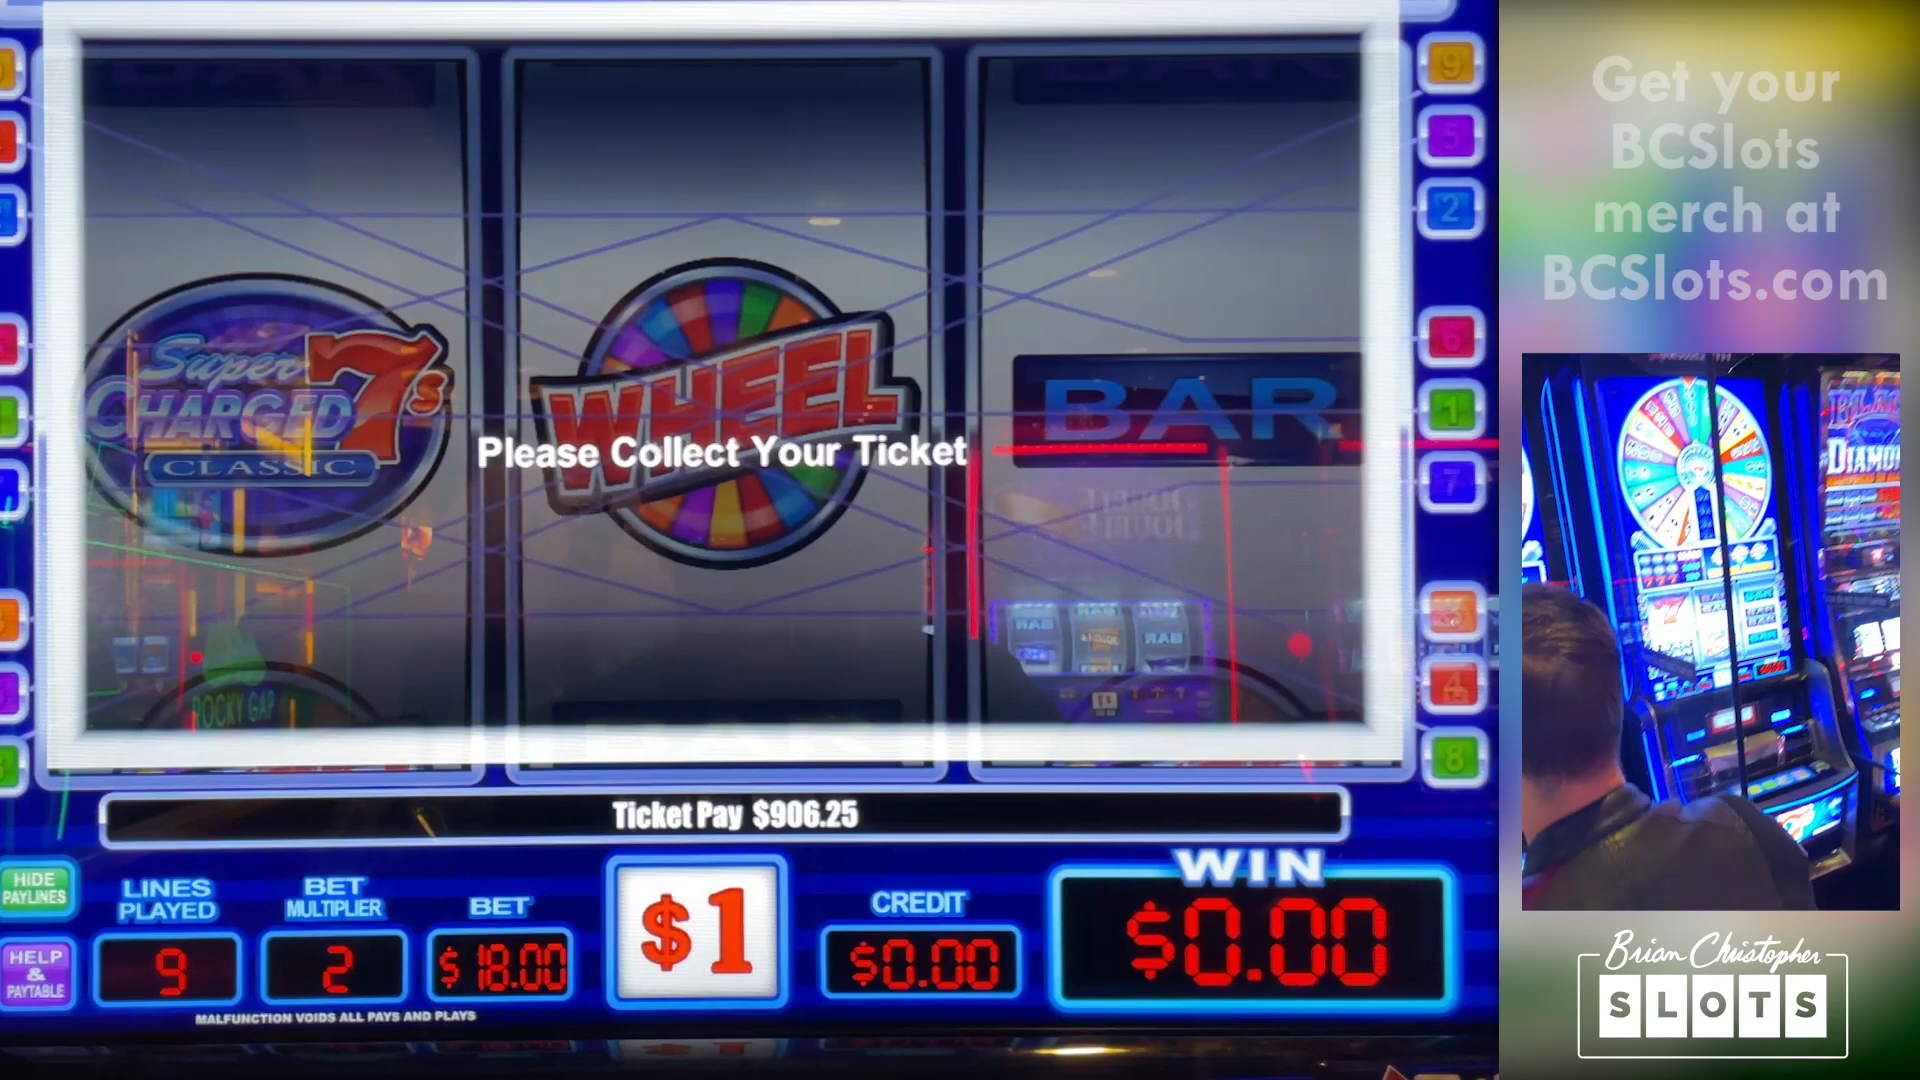 Super
CHARGED 7's
CLASSIC
WHEEL
BAR
Please Collect Your Ticket
ROCKY GAP
Ticket Pay $906.25
HIDE
PAYLINES
HELP
&
PAYTABLE
LINES
PLAYED
9
BET
MULTIPLIER
2
BET
$18.00
$1
CREDIT
$0.00
WIN
$0.00
MALFUNCTION VOIDS ALL PAYS AND PLAYS
9
5
2
6
1
7
4
8
Get your
BCSlots
merch at
BCSlots.com
Brian Christopher
SLOTS